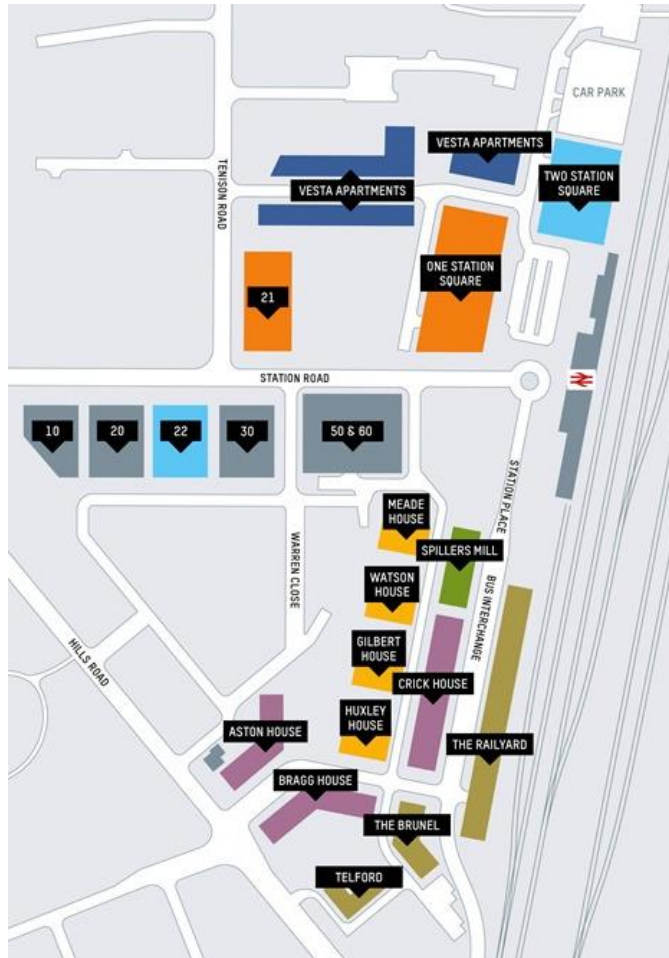 CAR PARK
VESTA APARTMENTS
TWO STATION
SQUARE
VESTA APARTMENTS
TENISON ROAD
ONE STATION
SQUARE
21
STATION ROAD
10
20
22
30
50 & 60
STATION PLACE
MEADE
HOUSE
SPILLERS MILL
WARREN CLOSE
WATSON
HOUSE
BUS INTERCHANGE
GILBERT
HOUSE
HILLS ROAD
CRICK HOUSE
HUXLEY
HOUSE
ASTON HOUSE
THE RAILYARD
BRAGG HOUSE
THE BRUNEL
TELFORD